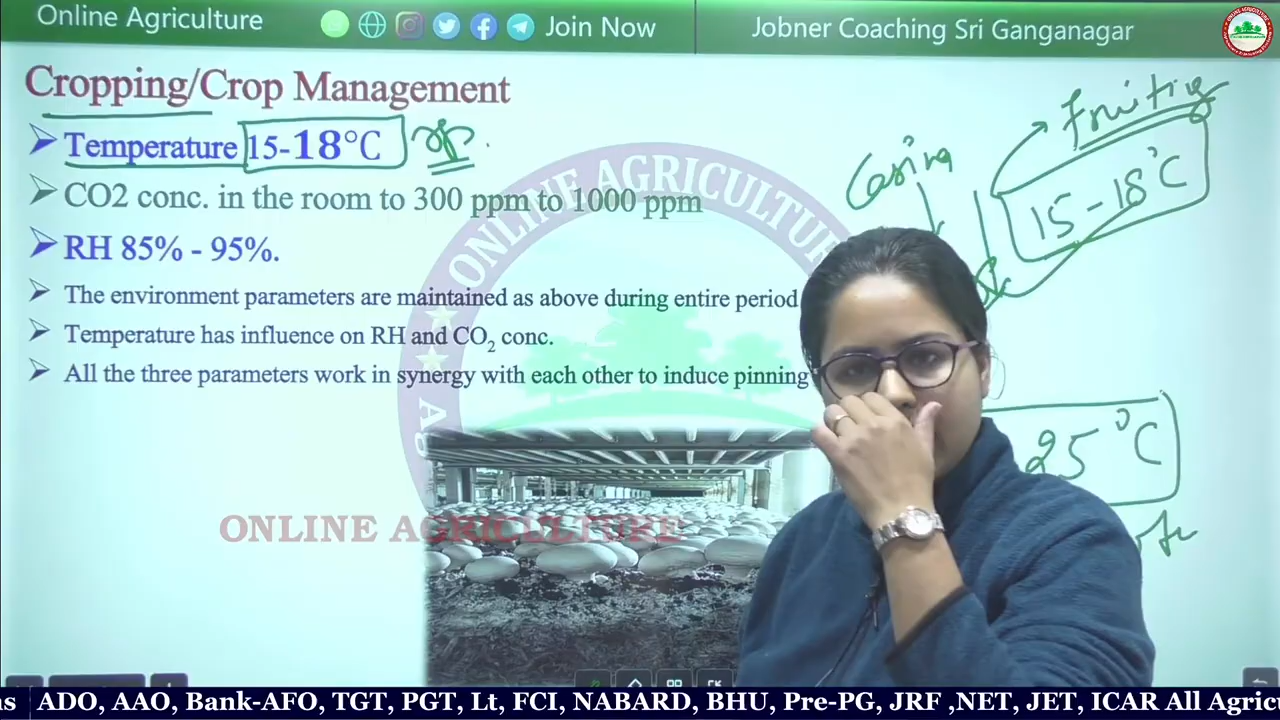 Online Agriculture
Join Now
Jobner Coaching Sri Ganganagar
Cropping/Crop Management
Temperature 15-18°C
CO2 conc. in the room to 300 ppm to 1000 ppm
RH 85% - 95%.
The environment parameters are maintained as above during entire period
Temperature has influence on RH and CO₂ conc.
All the three parameters work in synergy with each other to induce pinning
Fruiting
Casing
15-18°C
25°C
ONLINE AGRICULTURE
ONLINE AGRICULTURE
ADO, AAO, Bank-AFO, TGT, PGT, Lt, FCI, NABARD, BHU, Pre-PG, JRF ,NET, JET, ICAR All